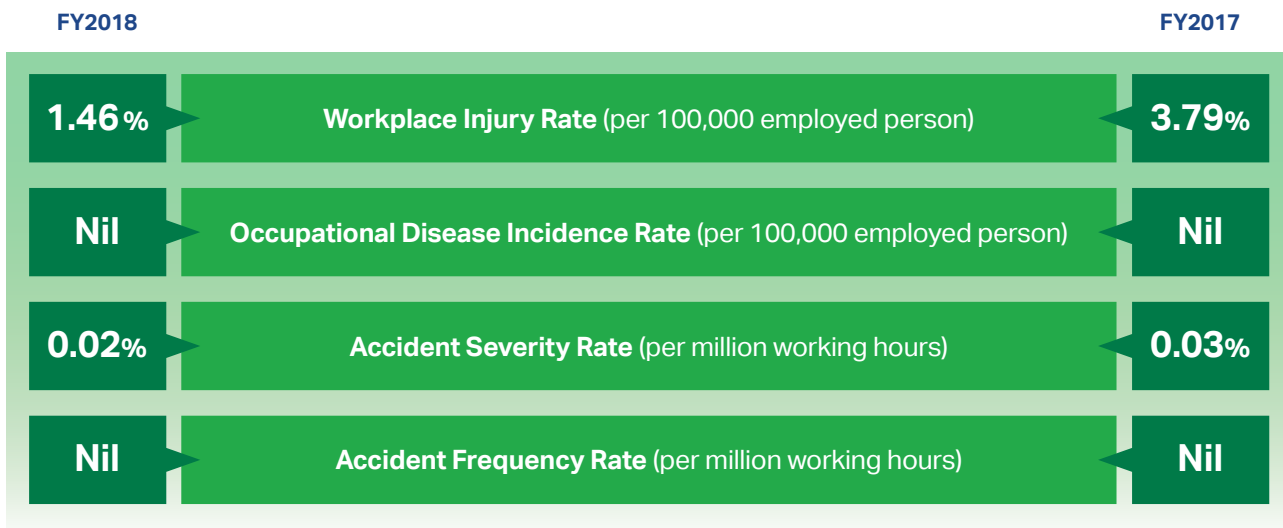 FY2018 FY2017
1.46% Workplace Injury Rate (per 100,000 employed person) 3.79%
Nil Occupational Disease Incidence Rate (per 100,000 employed person) Nil
0.02% Accident Severity Rate (per million working hours) 0.03%
Nil Accident Frequency Rate (per million working hours) Nil